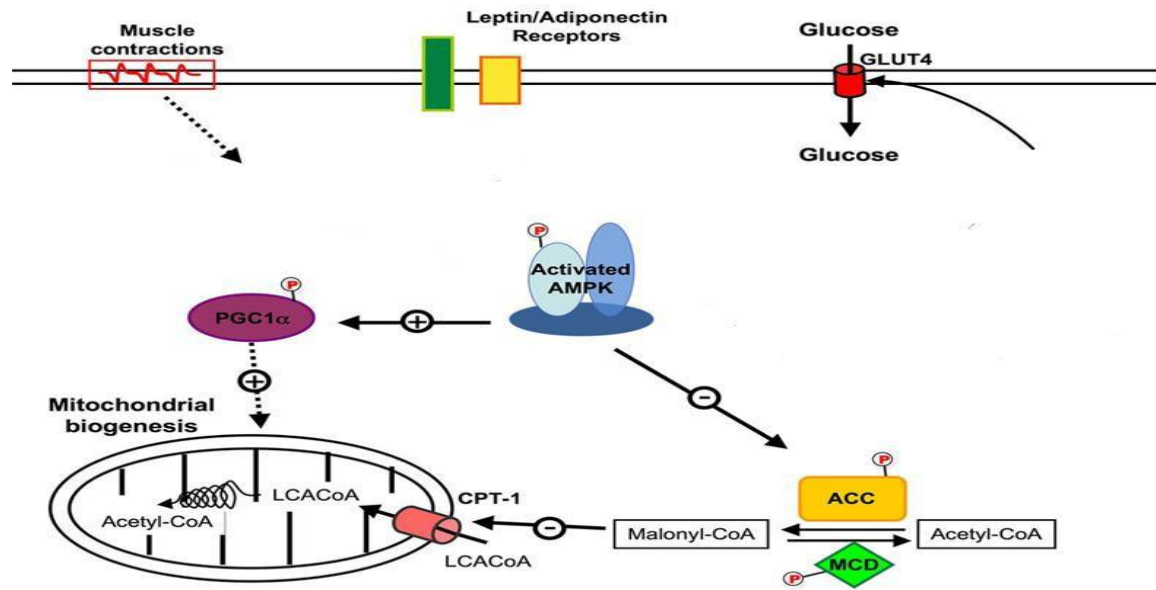 Muscle
contractions
Leptin/Adiponectin
Receptors
Glucose
GLUT4
Glucose
P
Activated
AMPK
P
PGC1α
+
+
-
Mitochondrial
biogenesis
P
ACC
CPT-1
LCACoA
Acetyl-CoA
-
Malonyl-CoA
Acetyl-CoA
LCACoA
MCD
P